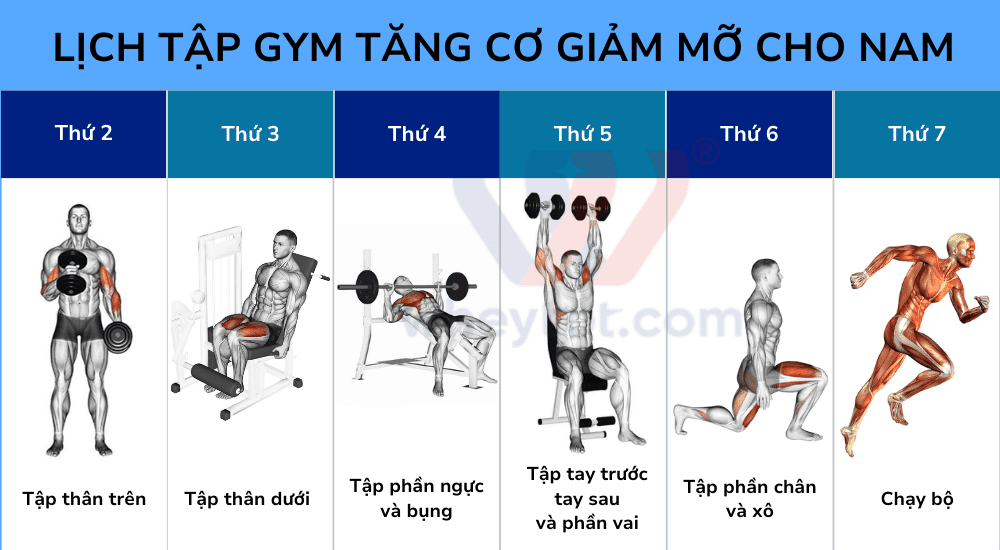 LỊCH TẬP GYM TĂNG CƠ GIẢM MỠ CHO NAM
Thứ 2
Thứ 3
Thứ 4
Thứ 5
Thứ 6
Thứ 7
®
Tập thân trên
Tập thân dưới
Tập phần ngực
và bụng
Tập tay trước
tay sau
và phần vai
Tập phần chân
và xô
Chạy bộ